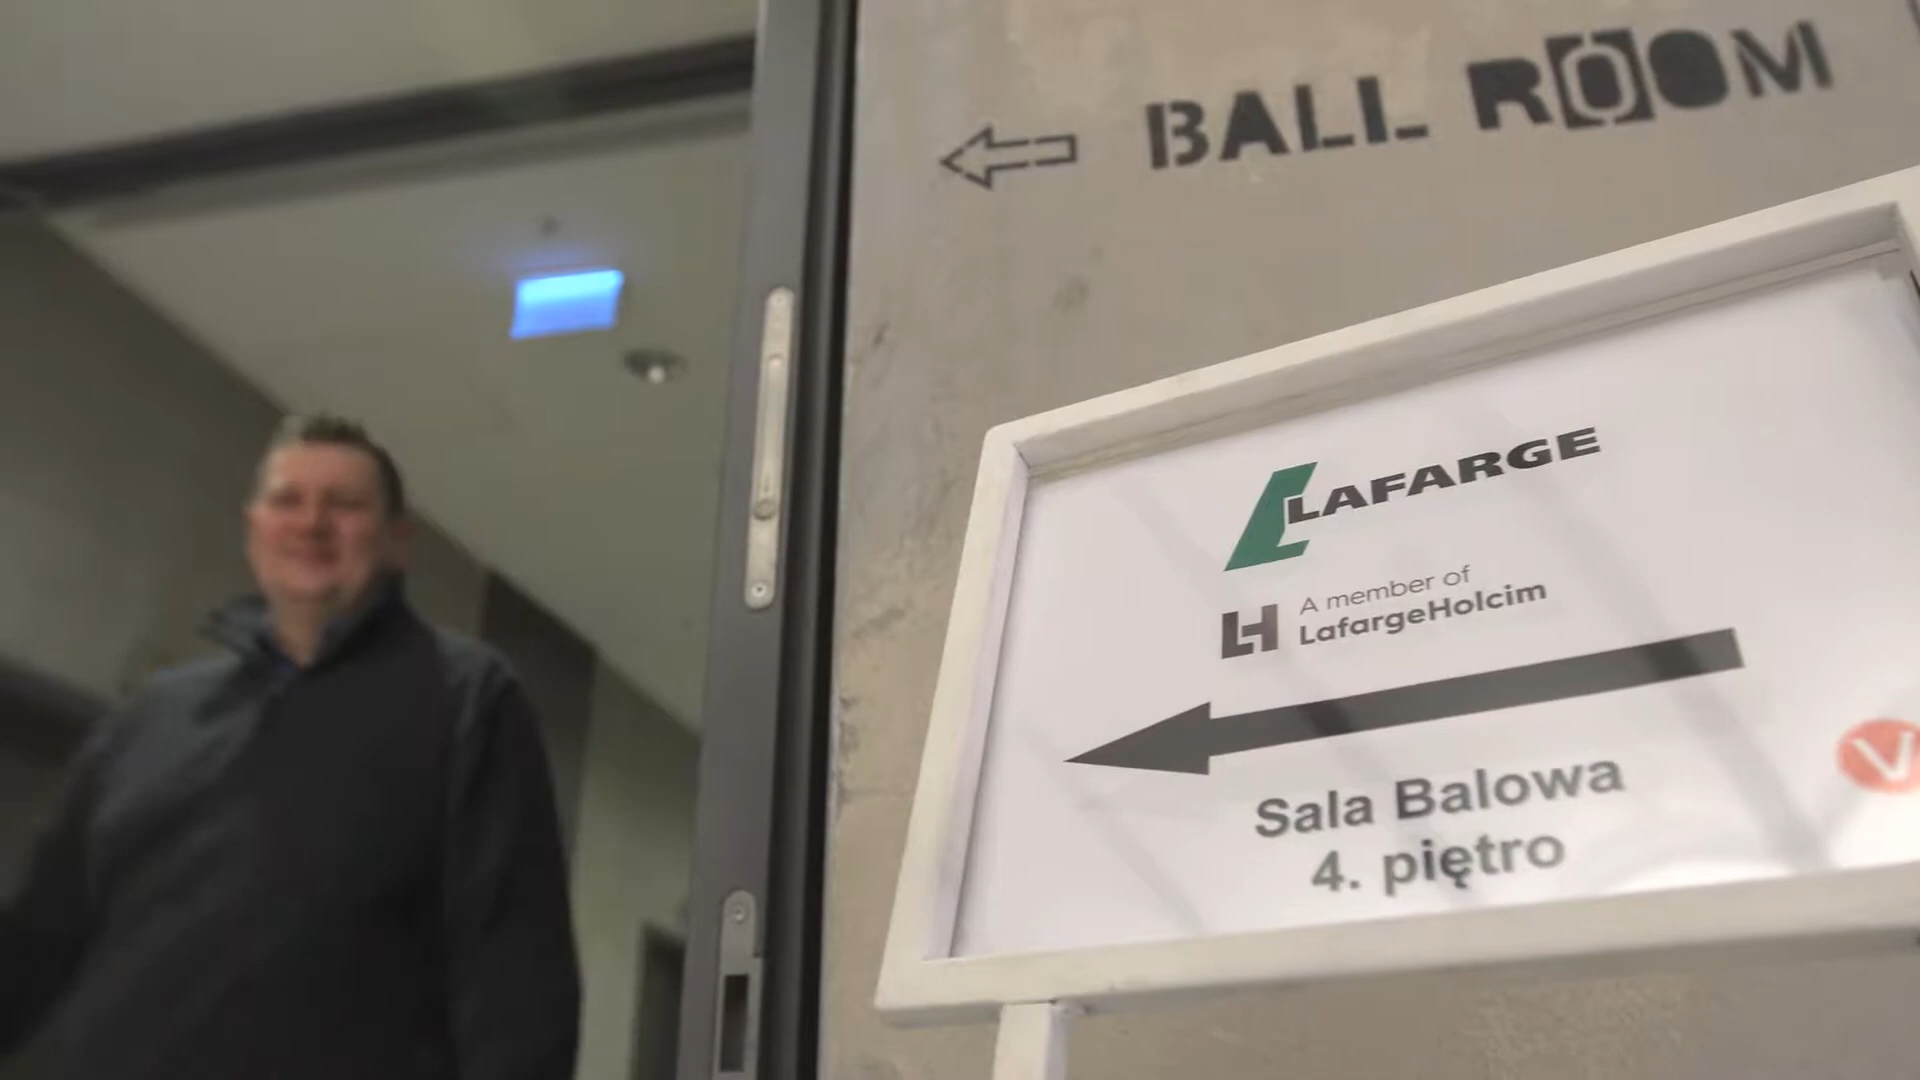 BALL ROOM
LAFARGE
A member of
LafargeHolcim
Sala Balowa
4. piętro
V